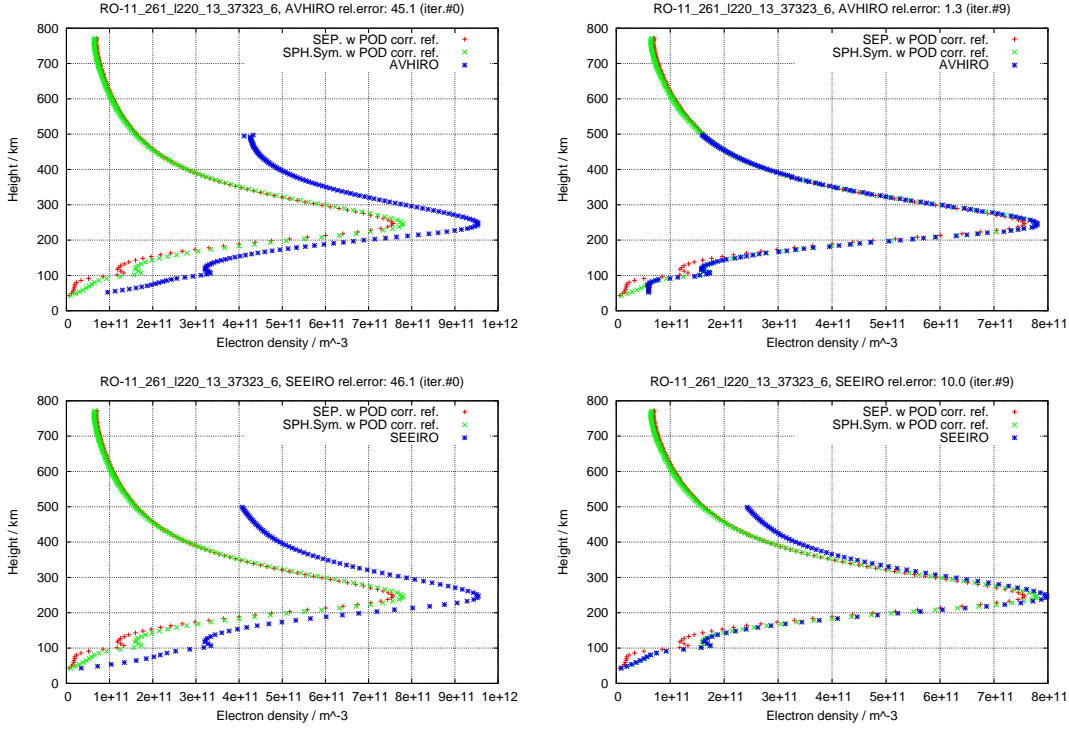 RO-11_261_l220_13_37323_6, AVHIRO rel.error: 45.1 (iter.#0)
SEP. w POD corr. ref.
SPH.Sym. w POD corr. ref.
AVHIRO
Height / km
800
700
600
500
400
300
200
100
0
0 1e+11 2e+11 3e+11 4e+11 5e+11 6e+11 7e+11 8e+11 9e+11 1e+12
Electron density / m^-3
RO-11_261_l220_13_37323_6, AVHIRO rel.error: 1.3 (iter.#9)
SEP. w POD corr. ref.
SPH.Sym. w POD corr. ref.
AVHIRO
Height / km
800
700
600
500
400
300
200
100
0
0 1e+11 2e+11 3e+11 4e+11 5e+11 6e+11 7e+11 8e+11
Electron density / m^-3
RO-11_261_l220_13_37323_6, SEEIRO rel.error: 46.1 (iter.#0)
SEP. w POD corr. ref.
SPH.Sym. w POD corr. ref.
SEEIRO
Height / km
800
700
600
500
400
300
200
100
0
0 1e+11 2e+11 3e+11 4e+11 5e+11 6e+11 7e+11 8e+11 9e+11 1e+12
Electron density / m^-3
RO-11_261_l220_13_37323_6, SEEIRO rel.error: 10.0 (iter.#9)
SEP. w POD corr. ref.
SPH.Sym. w POD corr. ref.
SEEIRO
Height / km
800
700
600
500
400
300
200
100
0
0 1e+11 2e+11 3e+11 4e+11 5e+11 6e+11 7e+11 8e+11
Electron density / m^-3